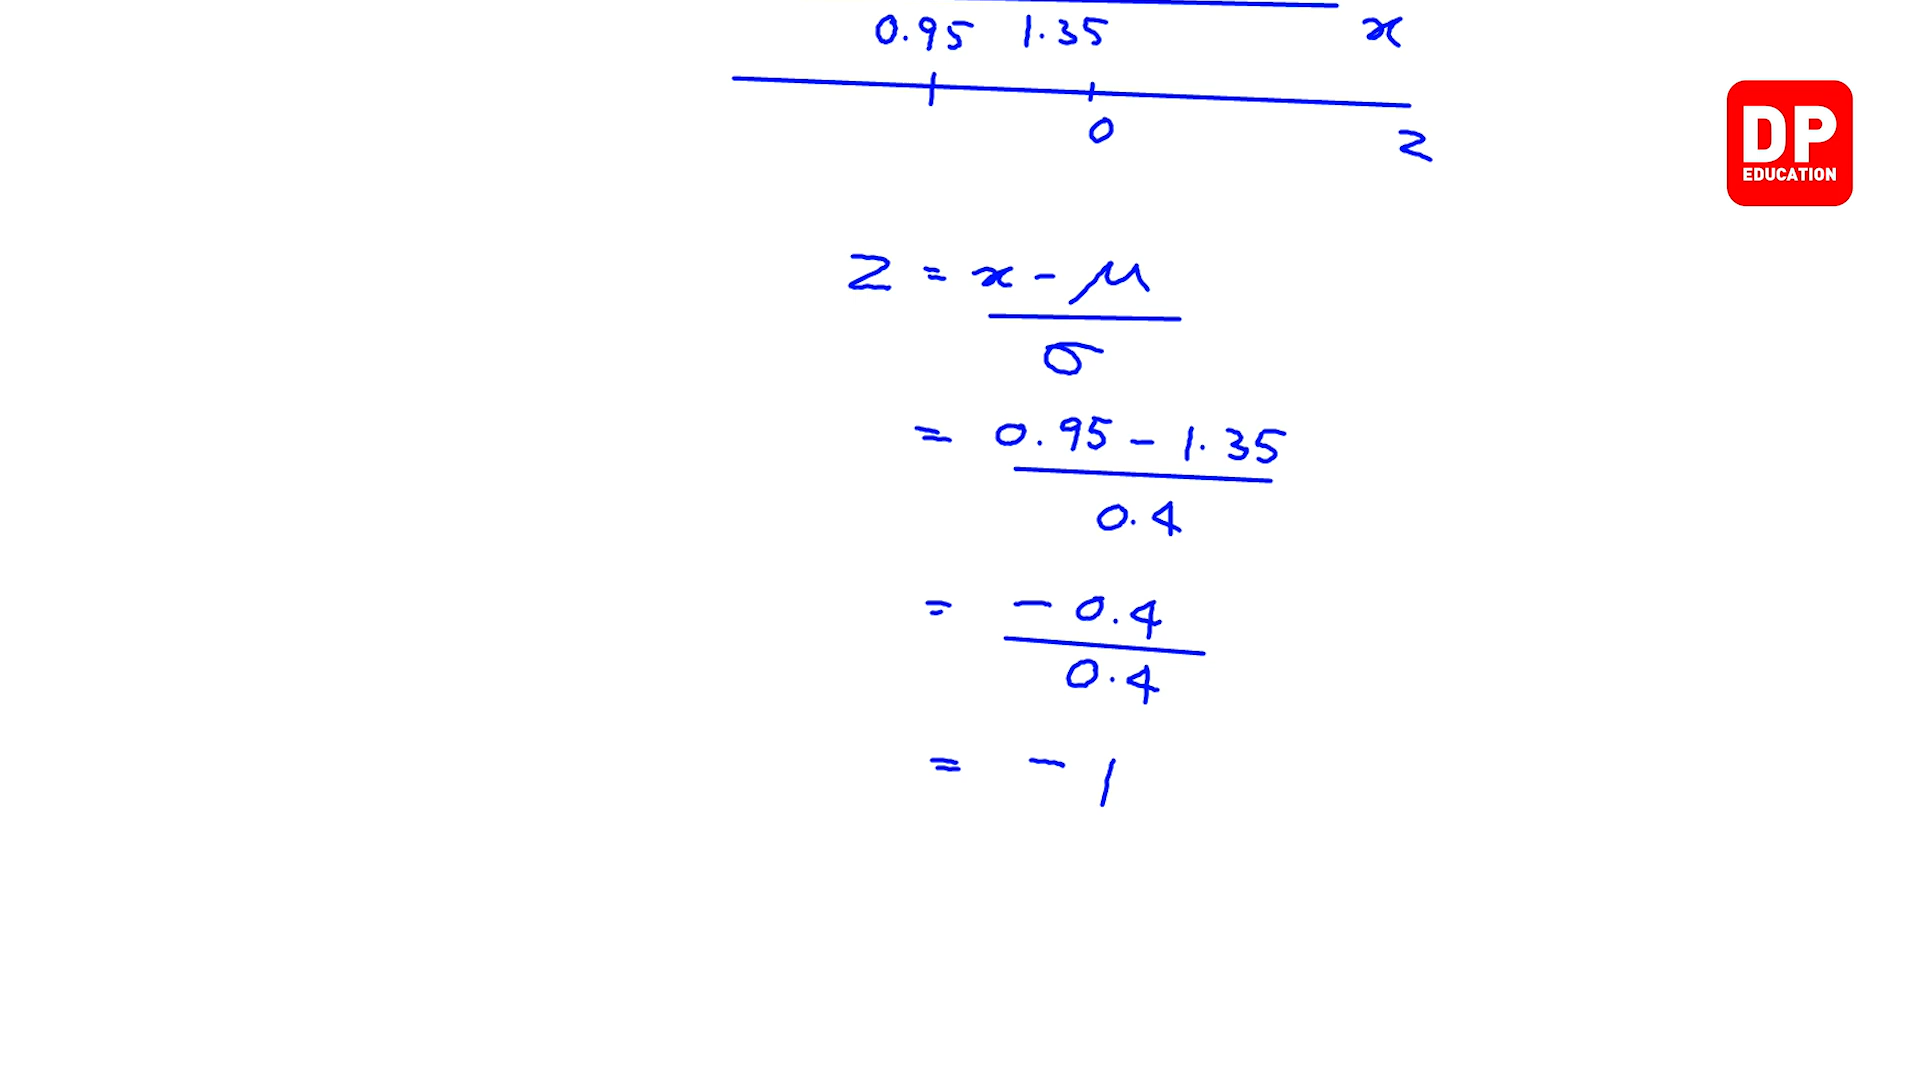 0.95 1.35 x
0 z
DP
EDUCATION
z = x - μ
σ
= 0.95 - 1.35
0.4
= - 0.4
0.4
= - 1